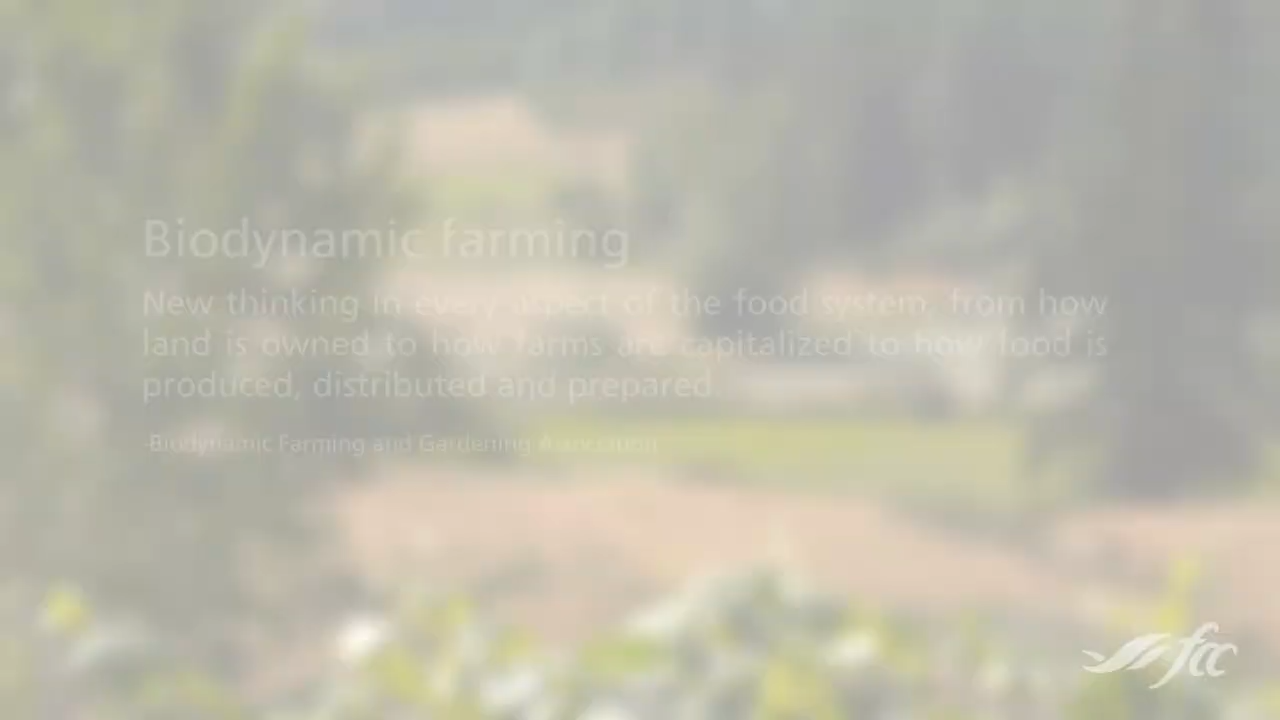 Biodynamic farming
New thinking in every aspect of the food system, from how
land is owned to how farms are capitalized to how food is
produced, distributed and prepared.
-Biodynamic Farming and Gardening Association
fcc